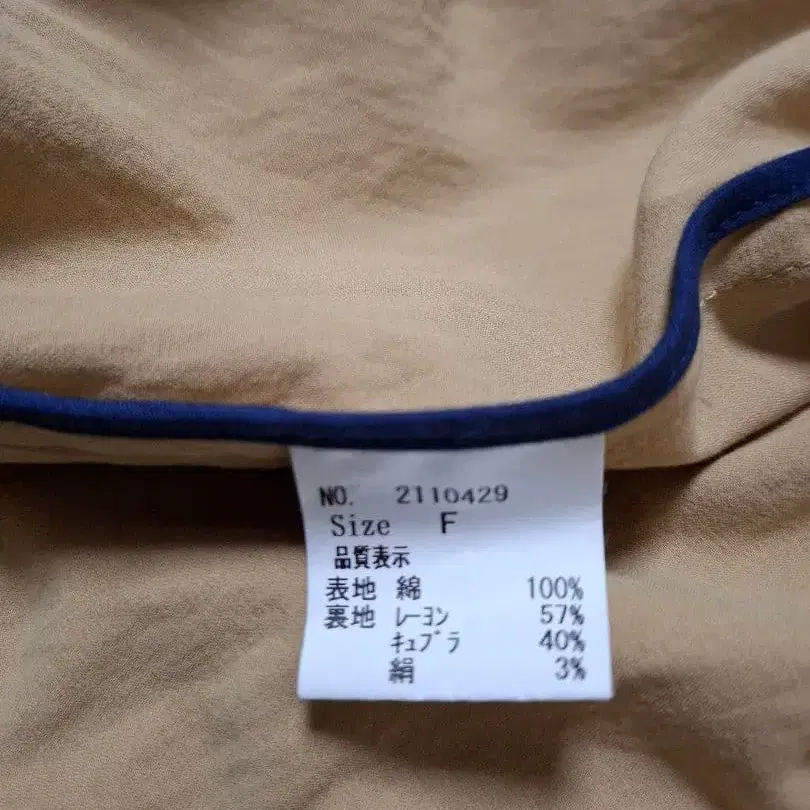 NO. 2110429
Size F
品質表示
表地 綿 100%
裏地 ﾚｰﾖﾝ 57%
ｷｭﾌﾟﾗ 40%
絹 3%